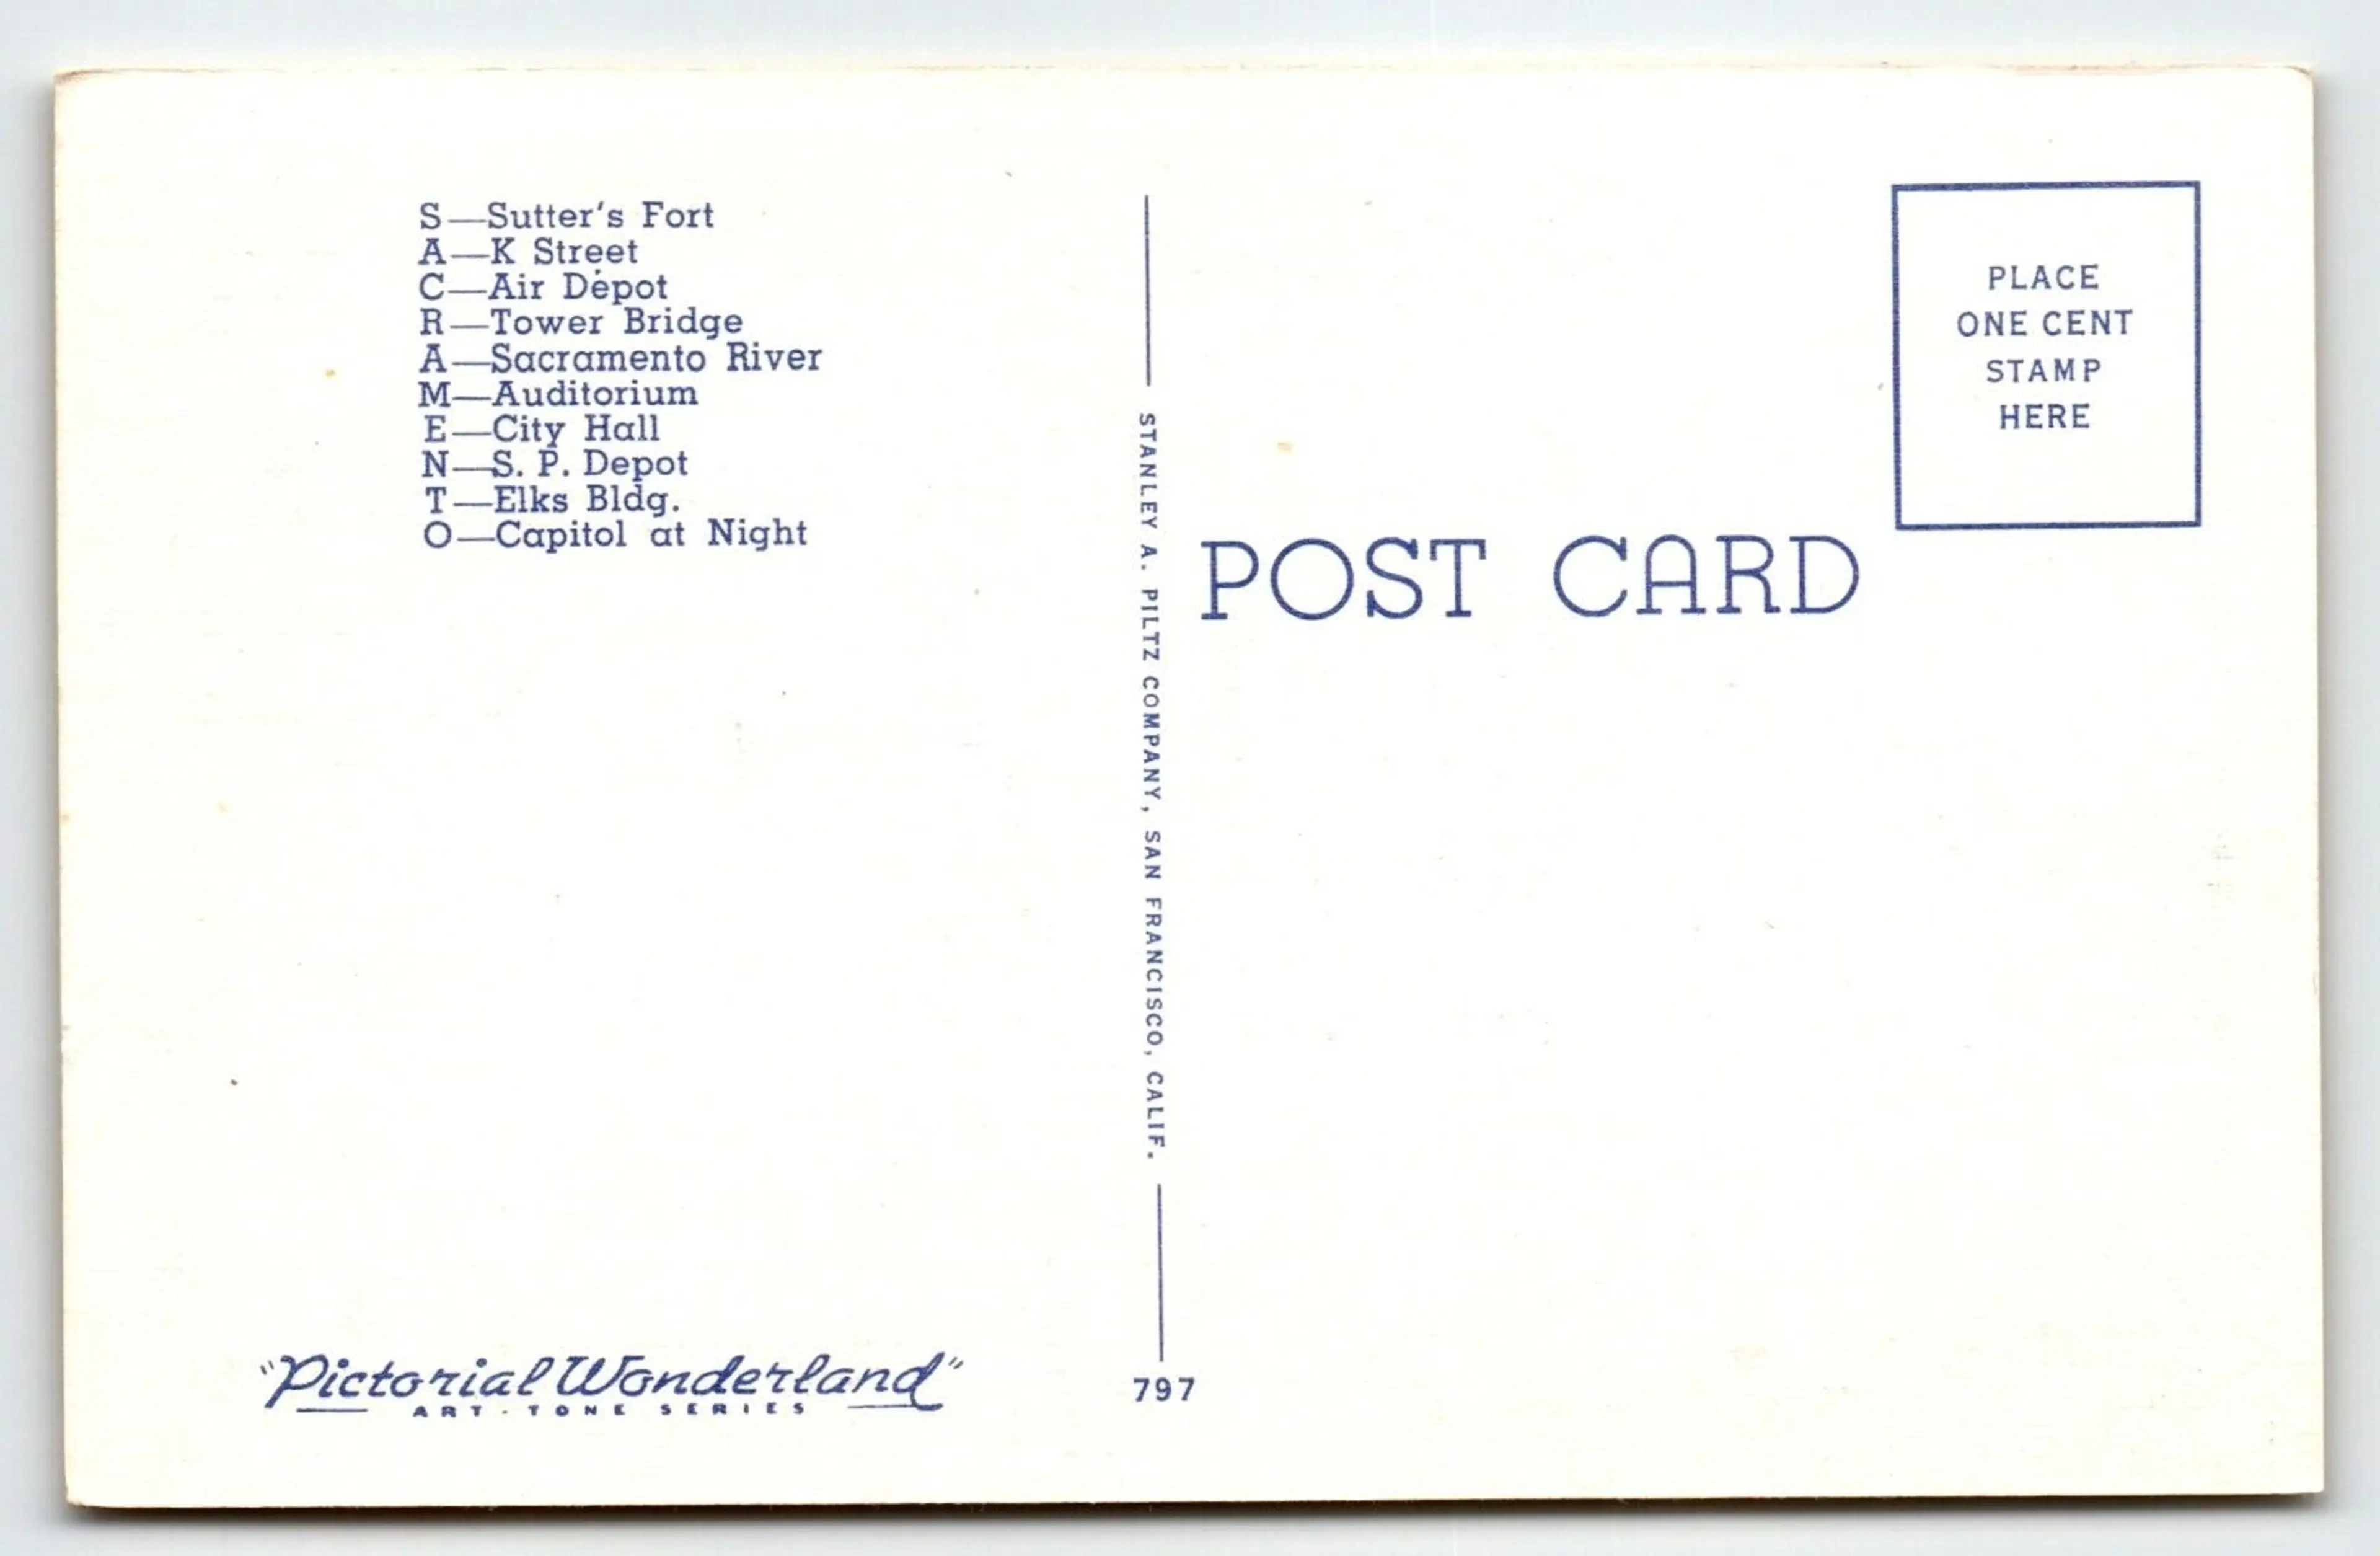 S—Sutter's Fort
A—K Street
C—Air Depot
R—Tower Bridge
A—Sacramento River
M—Auditorium
E—City Hall
N—S. P. Depot
T—Elks Bldg.
O—Capitol at Night
"Pictorial Wonderland"
ART-TONE SERIES
STANLEY A. PILTZ COMPANY, SAN FRANCISCO, CALIF.
797
POST CARD
PLACE
ONE CENT
STAMP
HERE